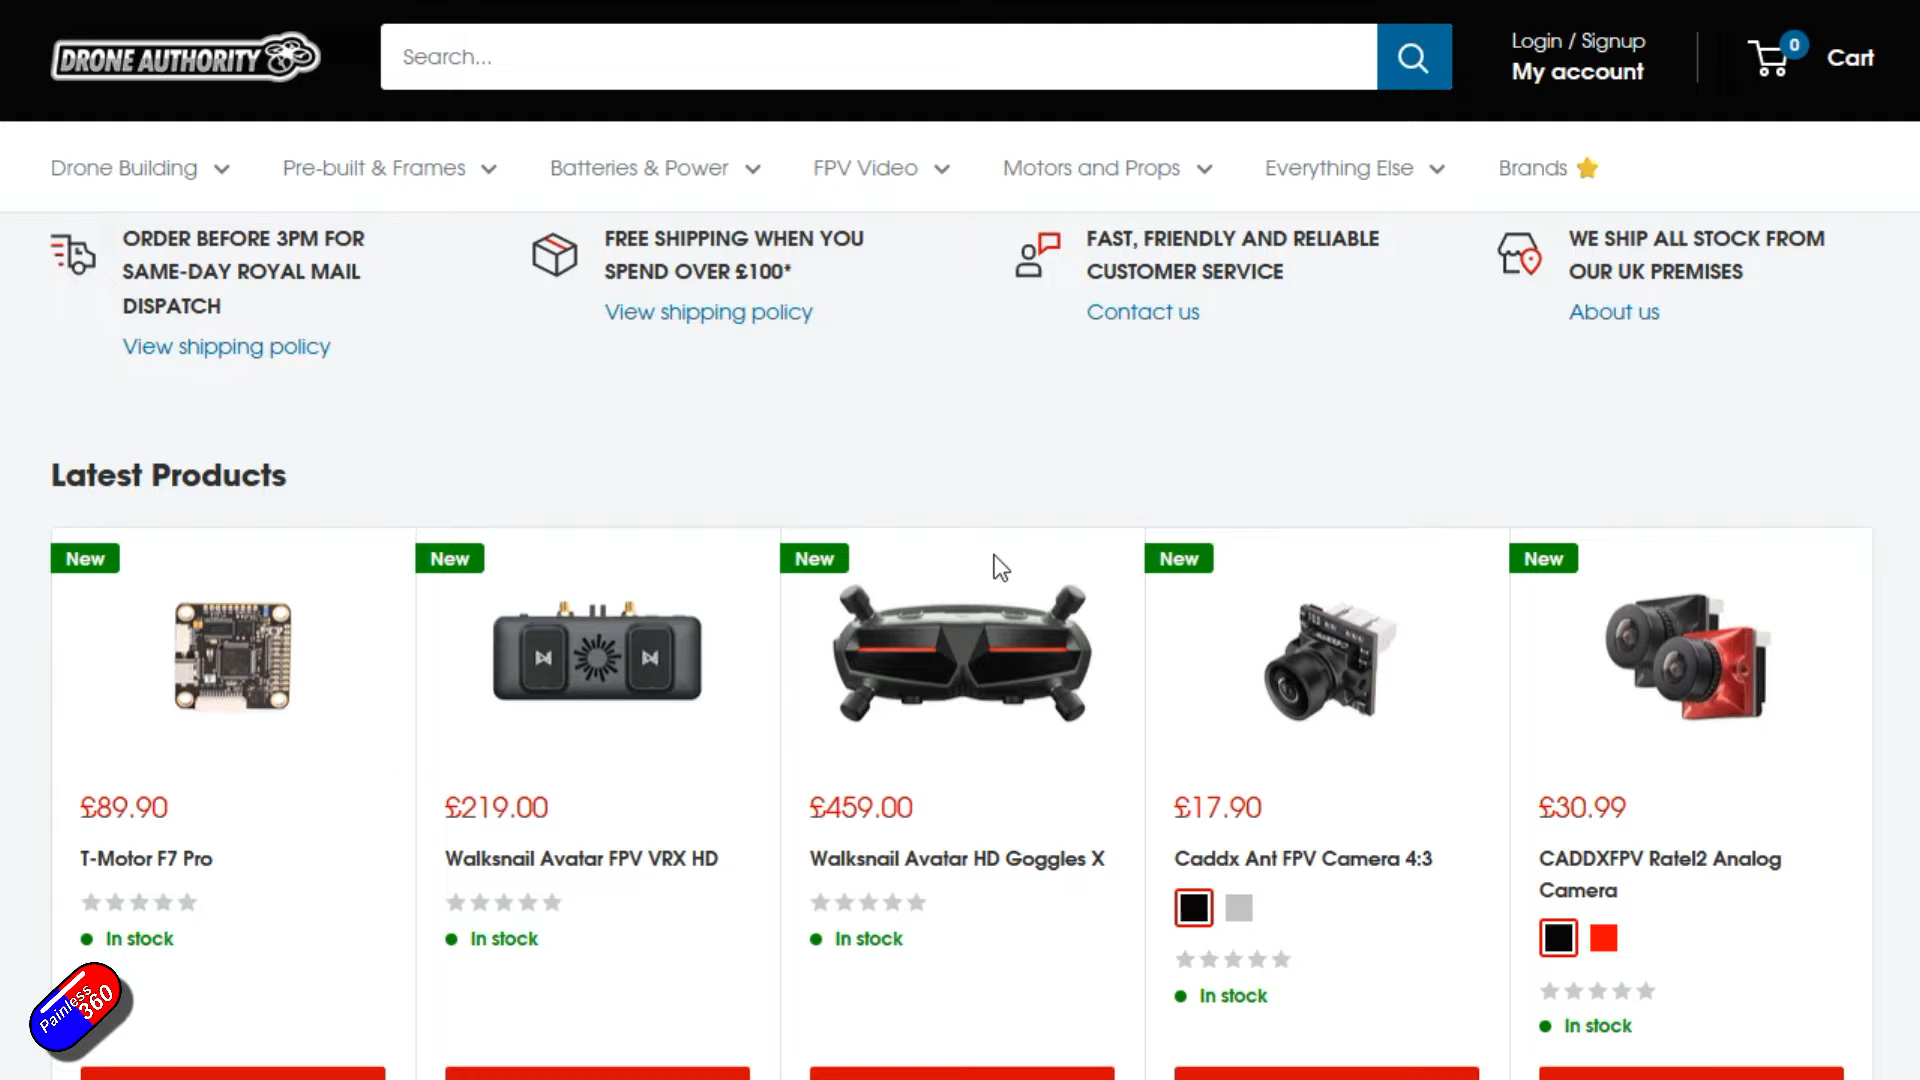 DRONE AUTHORITY
Search...
Login / Signup
My account
0
Cart
Drone Building
Pre-built & Frames
Batteries & Power
FPV Video
Motors and Props
Everything Else
Brands ⭐
ORDER BEFORE 3PM FOR
SAME-DAY ROYAL MAIL
DISPATCH
View shipping policy
FREE SHIPPING WHEN YOU
SPEND OVER £100*
View shipping policy
FAST, FRIENDLY AND RELIABLE
CUSTOMER SERVICE
Contact us
WE SHIP ALL STOCK FROM
OUR UK PREMISES
About us
Latest Products
New
£89.90
T-Motor F7 Pro
In stock
New
£219.00
Walksnail Avatar FPV VRX HD
In stock
New
£459.00
Walksnail Avatar HD Goggles X
In stock
New
£17.90
Caddx Ant FPV Camera 4:3
In stock
New
£30.99
CADDXFPV Ratel2 Analog
Camera
In stock
Painless
360